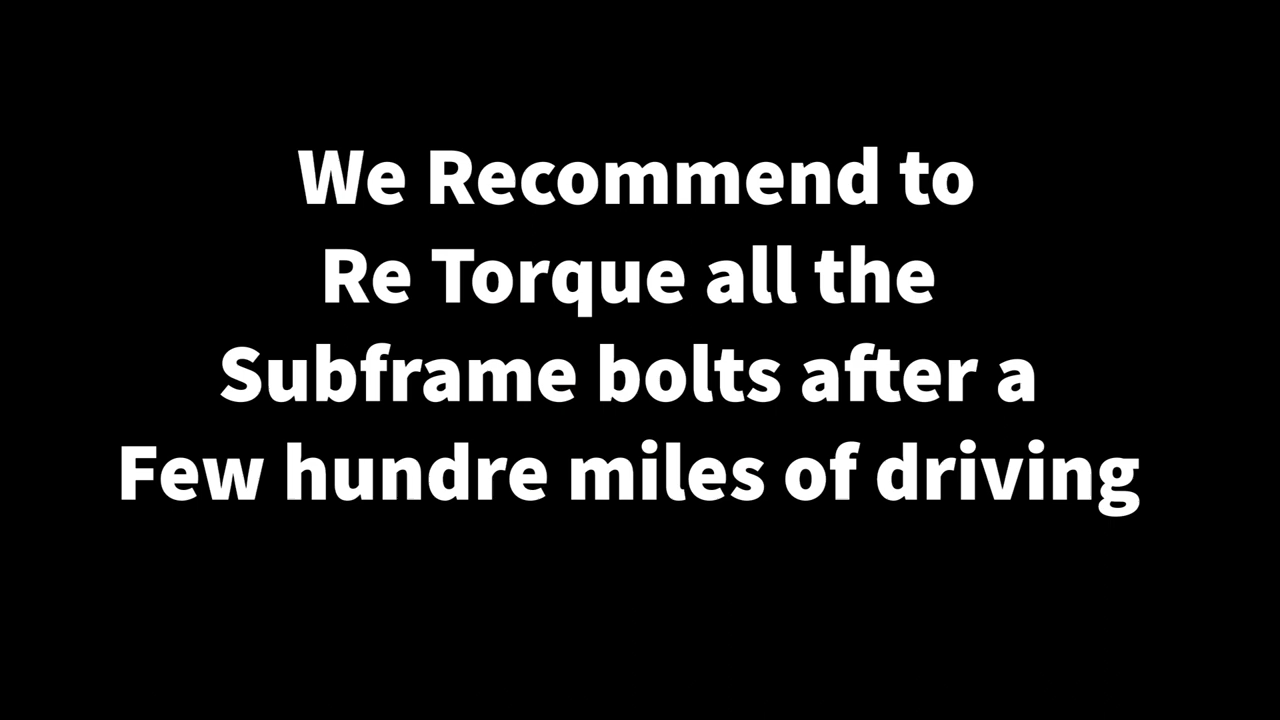 We Recommend to
Re Torque all the
Subframe bolts after a
Few hundre miles of driving